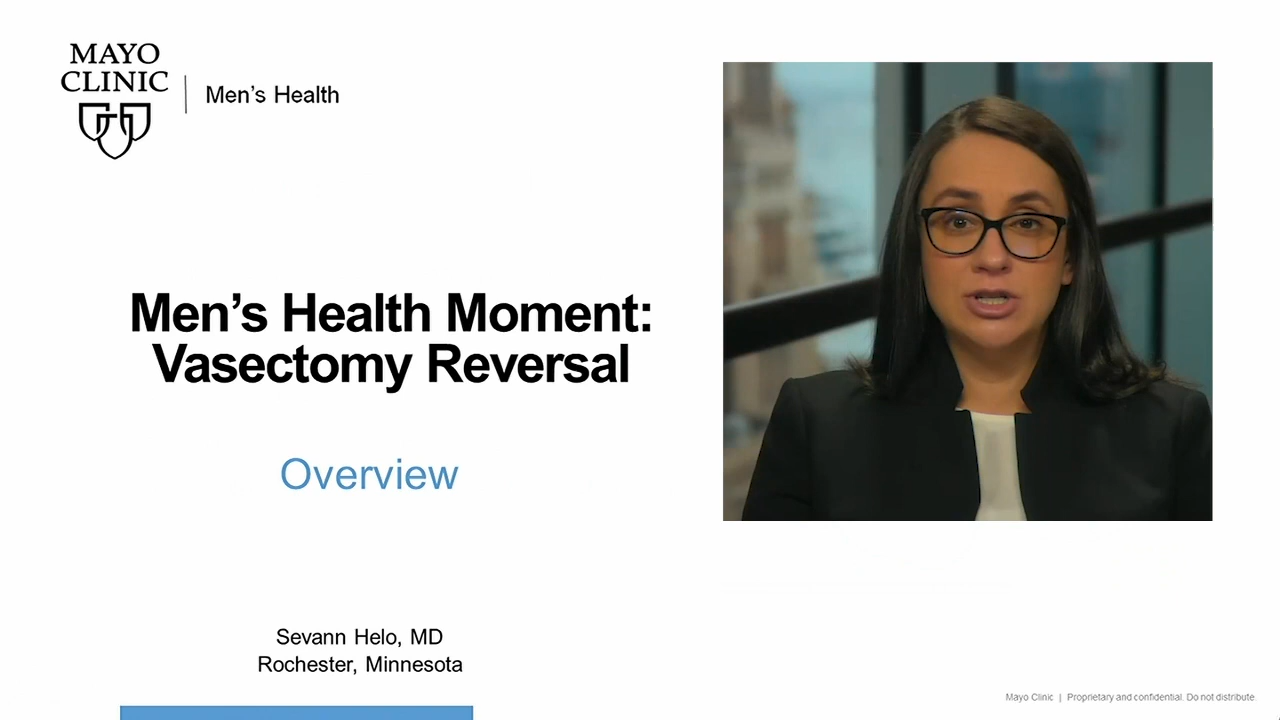 MAYO
CLINIC
Men's Health
Men's Health Moment:
Vasectomy Reversal
Overview
Sevann Helo, MD
Rochester, Minnesota
Mayo Clinic | Proprietary and confidential. Do not distribute.